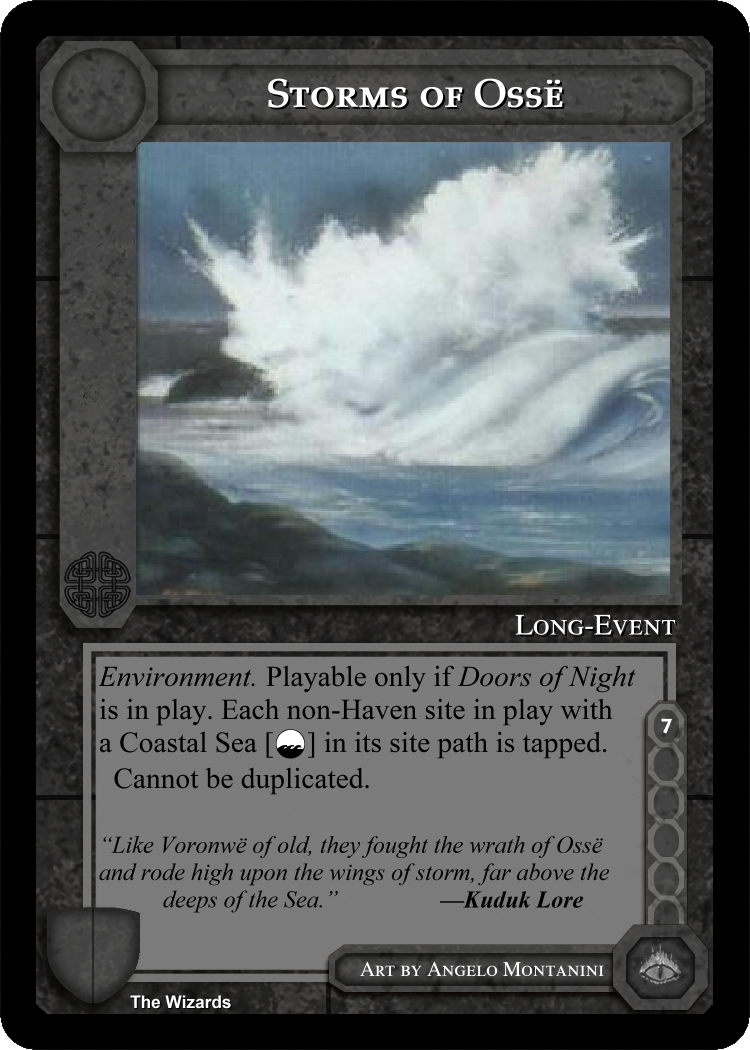 Storms of Ossë
Long-Event
Environment. Playable only if Doors of Night
is in play. Each non-Haven site in play with
a Coastal Sea [] in its site path is tapped.
Cannot be duplicated.
7
“Like Voronwë of old, they fought the wrath of Ossë
and rode high upon the wings of storm, far above the
deeps of the Sea.” —Kuduk Lore
Art by Angelo Montanini
The Wizards